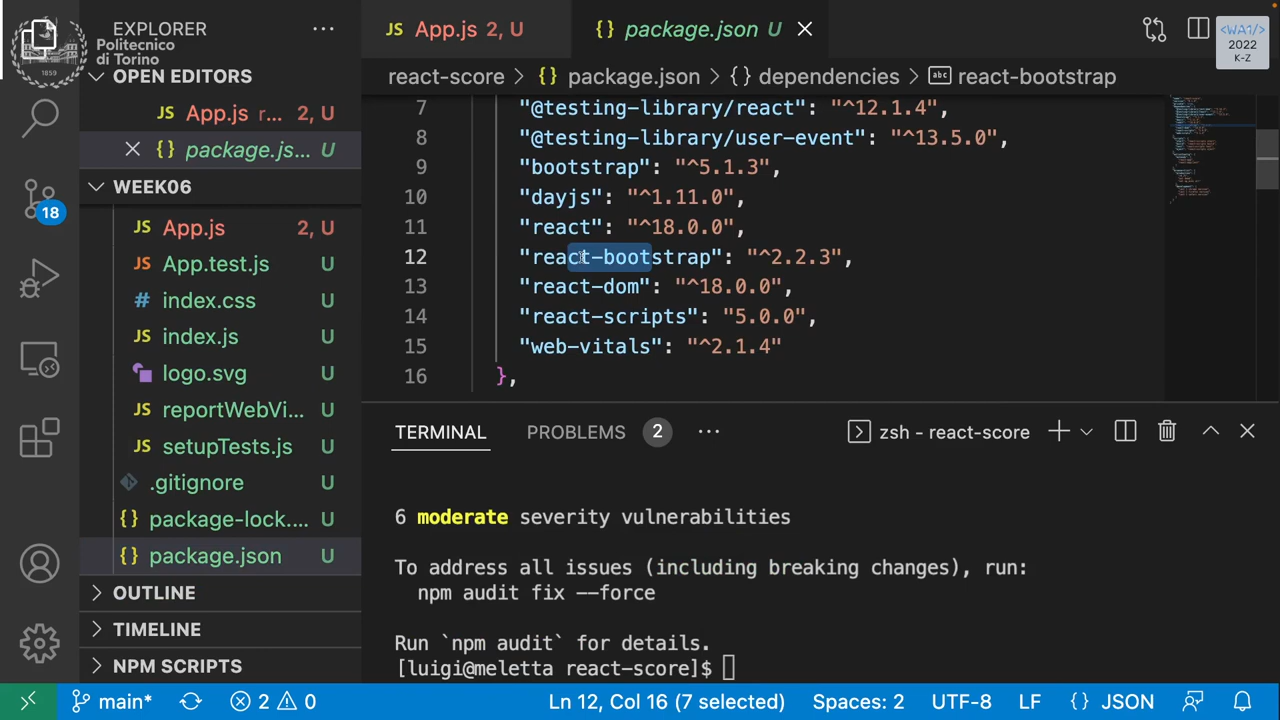 EXPLORER
Politecnico
di Torino
1859
OPEN EDITORS
App.js r... 2, U
package.js... U
WEEK06
App.js 2, U
App.test.js U
index.css U
index.js U
logo.svg U
reportWebVi... U
setupTests.js U
.gitignore U
package-lock.... U
package.json U
OUTLINE
TIMELINE
NPM SCRIPTS
18
App.js 2, U
package.json U
<WA1/>
2022
K-Z
react-score > {} package.json > {} dependencies > abc react-bootstrap
7 "@testing-library/react": "^12.1.4",
8 "@testing-library/user-event": "^13.5.0",
9 "bootstrap": "^5.1.3",
10 "dayjs": "^1.11.0",
11 "react": "^18.0.0",
12 "react-bootstrap": "^2.2.3",
13 "react-dom": "^18.0.0",
14 "react-scripts": "5.0.0",
15 "web-vitals": "^2.1.4"
16 },
TERMINAL PROBLEMS 2 zsh - react-score
6 moderate severity vulnerabilities
To address all issues (including breaking changes), run:
npm audit fix --force
Run `npm audit` for details.
[luigi@meletta react-score]$
main* 2 0 Ln 12, Col 16 (7 selected) Spaces: 2 UTF-8 LF {} JSON